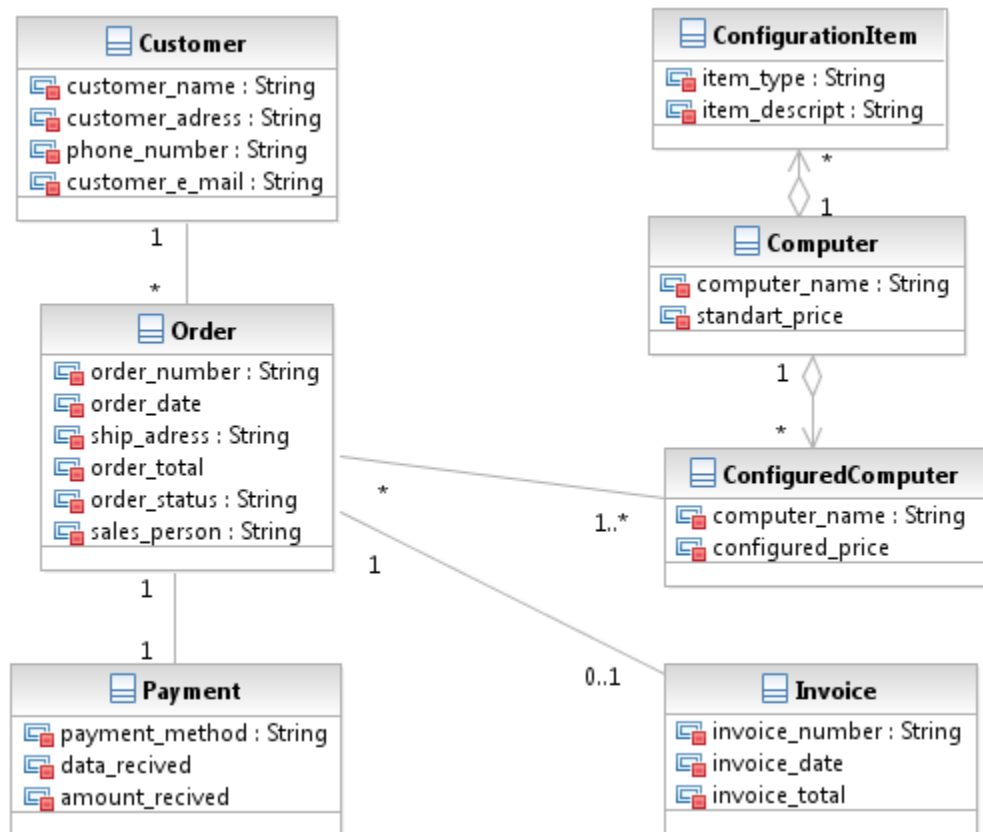 Customer
customer_name : String
customer_adress : String
phone_number : String
customer_e_mail : String
1
*
Order
order_number : String
order_date
ship_adress : String
order_total
order_status : String
sales_person : String
1
1
Payment
payment_method : String
data_recived
amount_recived
ConfigurationItem
item_type : String
item_descript : String
*
1
Computer
computer_name : String
standart_price
1
*
ConfiguredComputer
computer_name : String
configured_price
*
1..*
1
0..1
Invoice
invoice_number : String
invoice_date
invoice_total